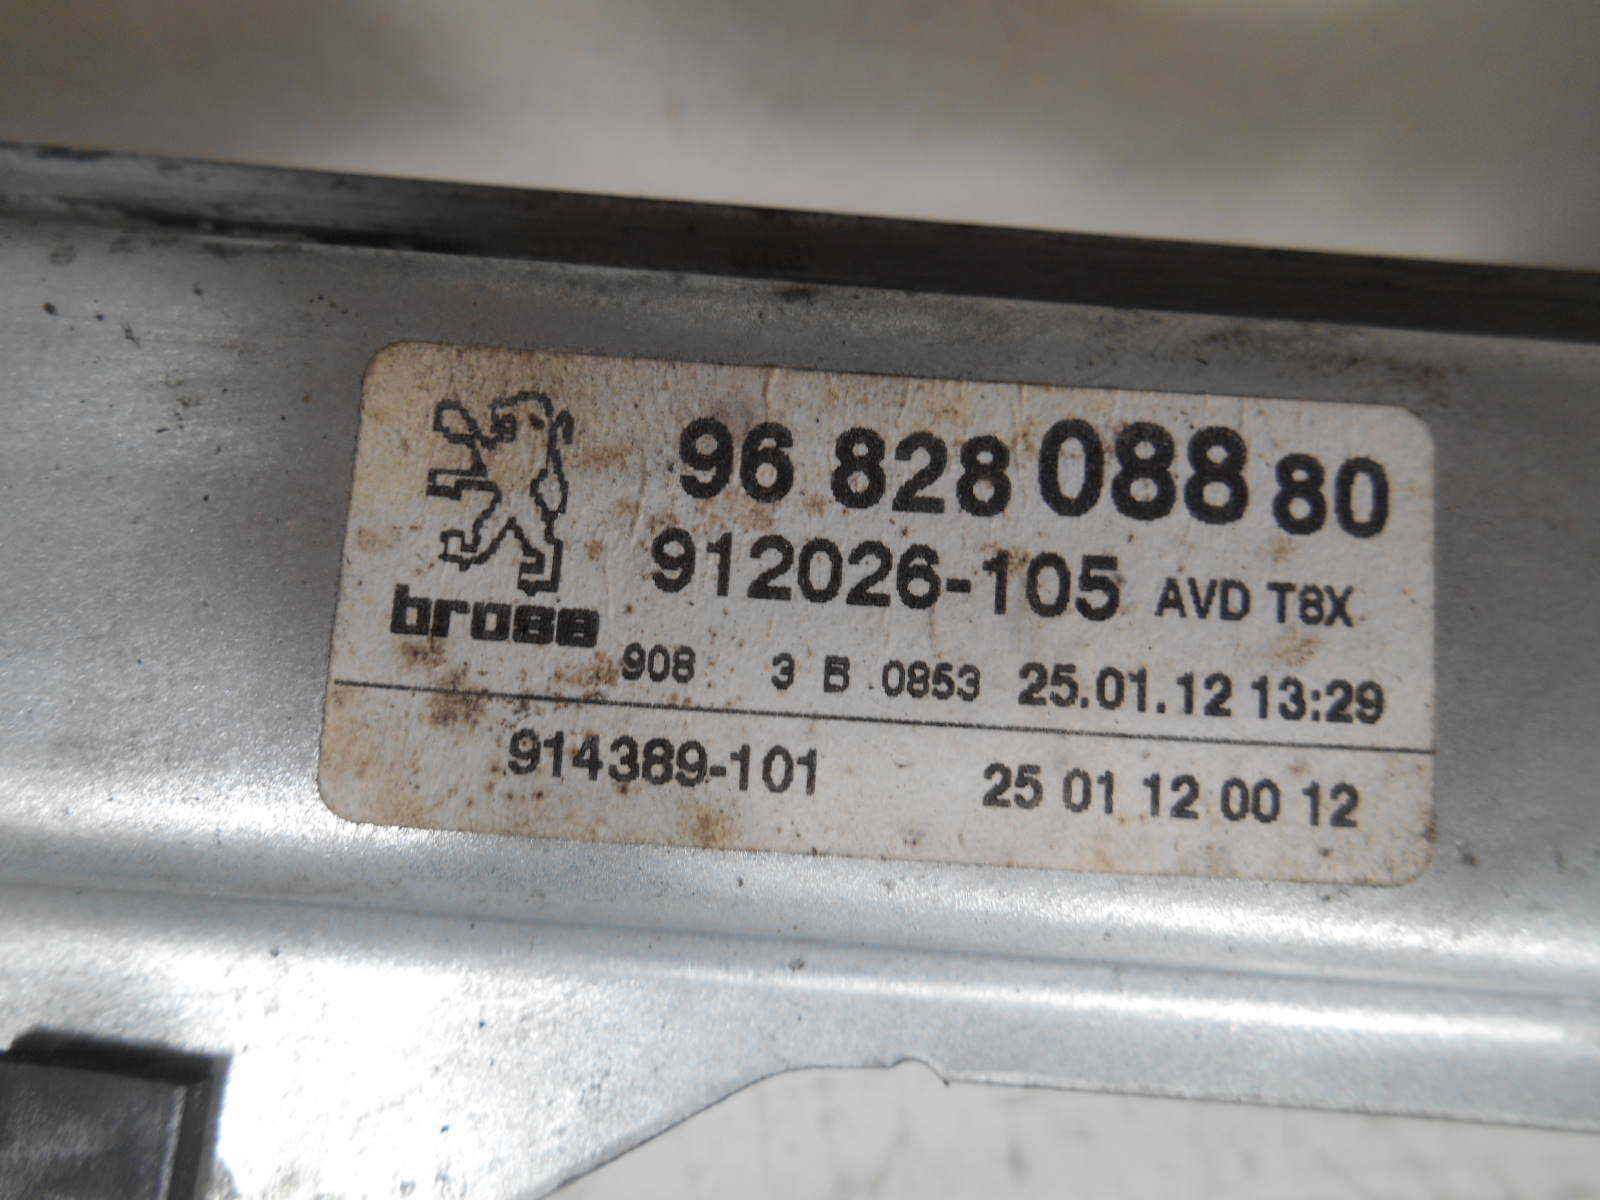 96 828 088 80
912026-105 AVD T8X
brose
908 3 B 0853 25.01.12 13:29
914389-101 25 01 12 00 12